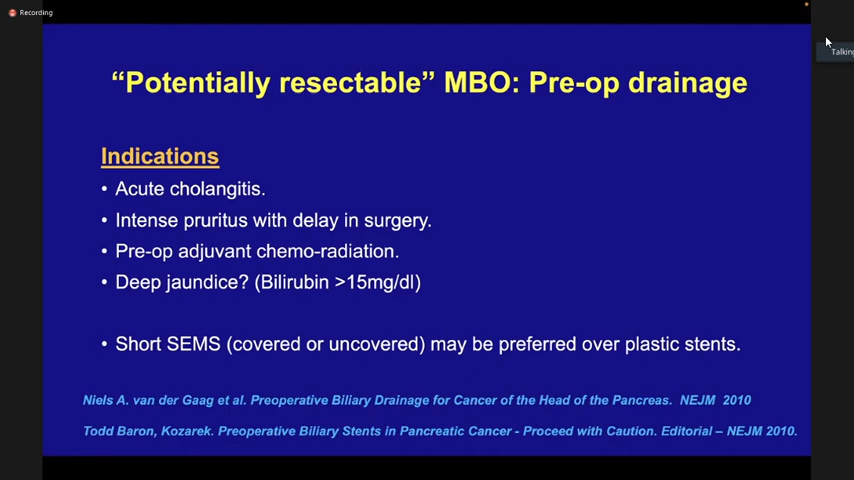 Recording
Talking
“Potentially resectable” MBO: Pre-op drainage
Indications
• Acute cholangitis.
• Intense pruritus with delay in surgery.
• Pre-op adjuvant chemo-radiation.
• Deep jaundice? (Bilirubin >15mg/dl)
• Short SEMS (covered or uncovered) may be preferred over plastic stents.
Niels A. van der Gaag et al. Preoperative Biliary Drainage for Cancer of the Head of the Pancreas. NEJM 2010
Todd Baron, Kozarek. Preoperative Biliary Stents in Pancreatic Cancer - Proceed with Caution. Editorial – NEJM 2010.